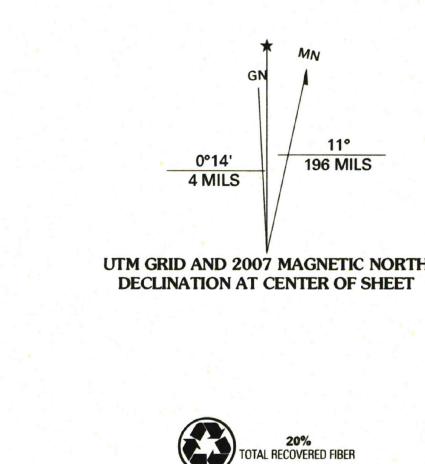 MN
GN
11°
196 MILS
0°14'
4 MILS
UTM GRID AND 2007 MAGNETIC NORTH
DECLINATION AT CENTER OF SHEET
20%
TOTAL RECOVERED FIBER